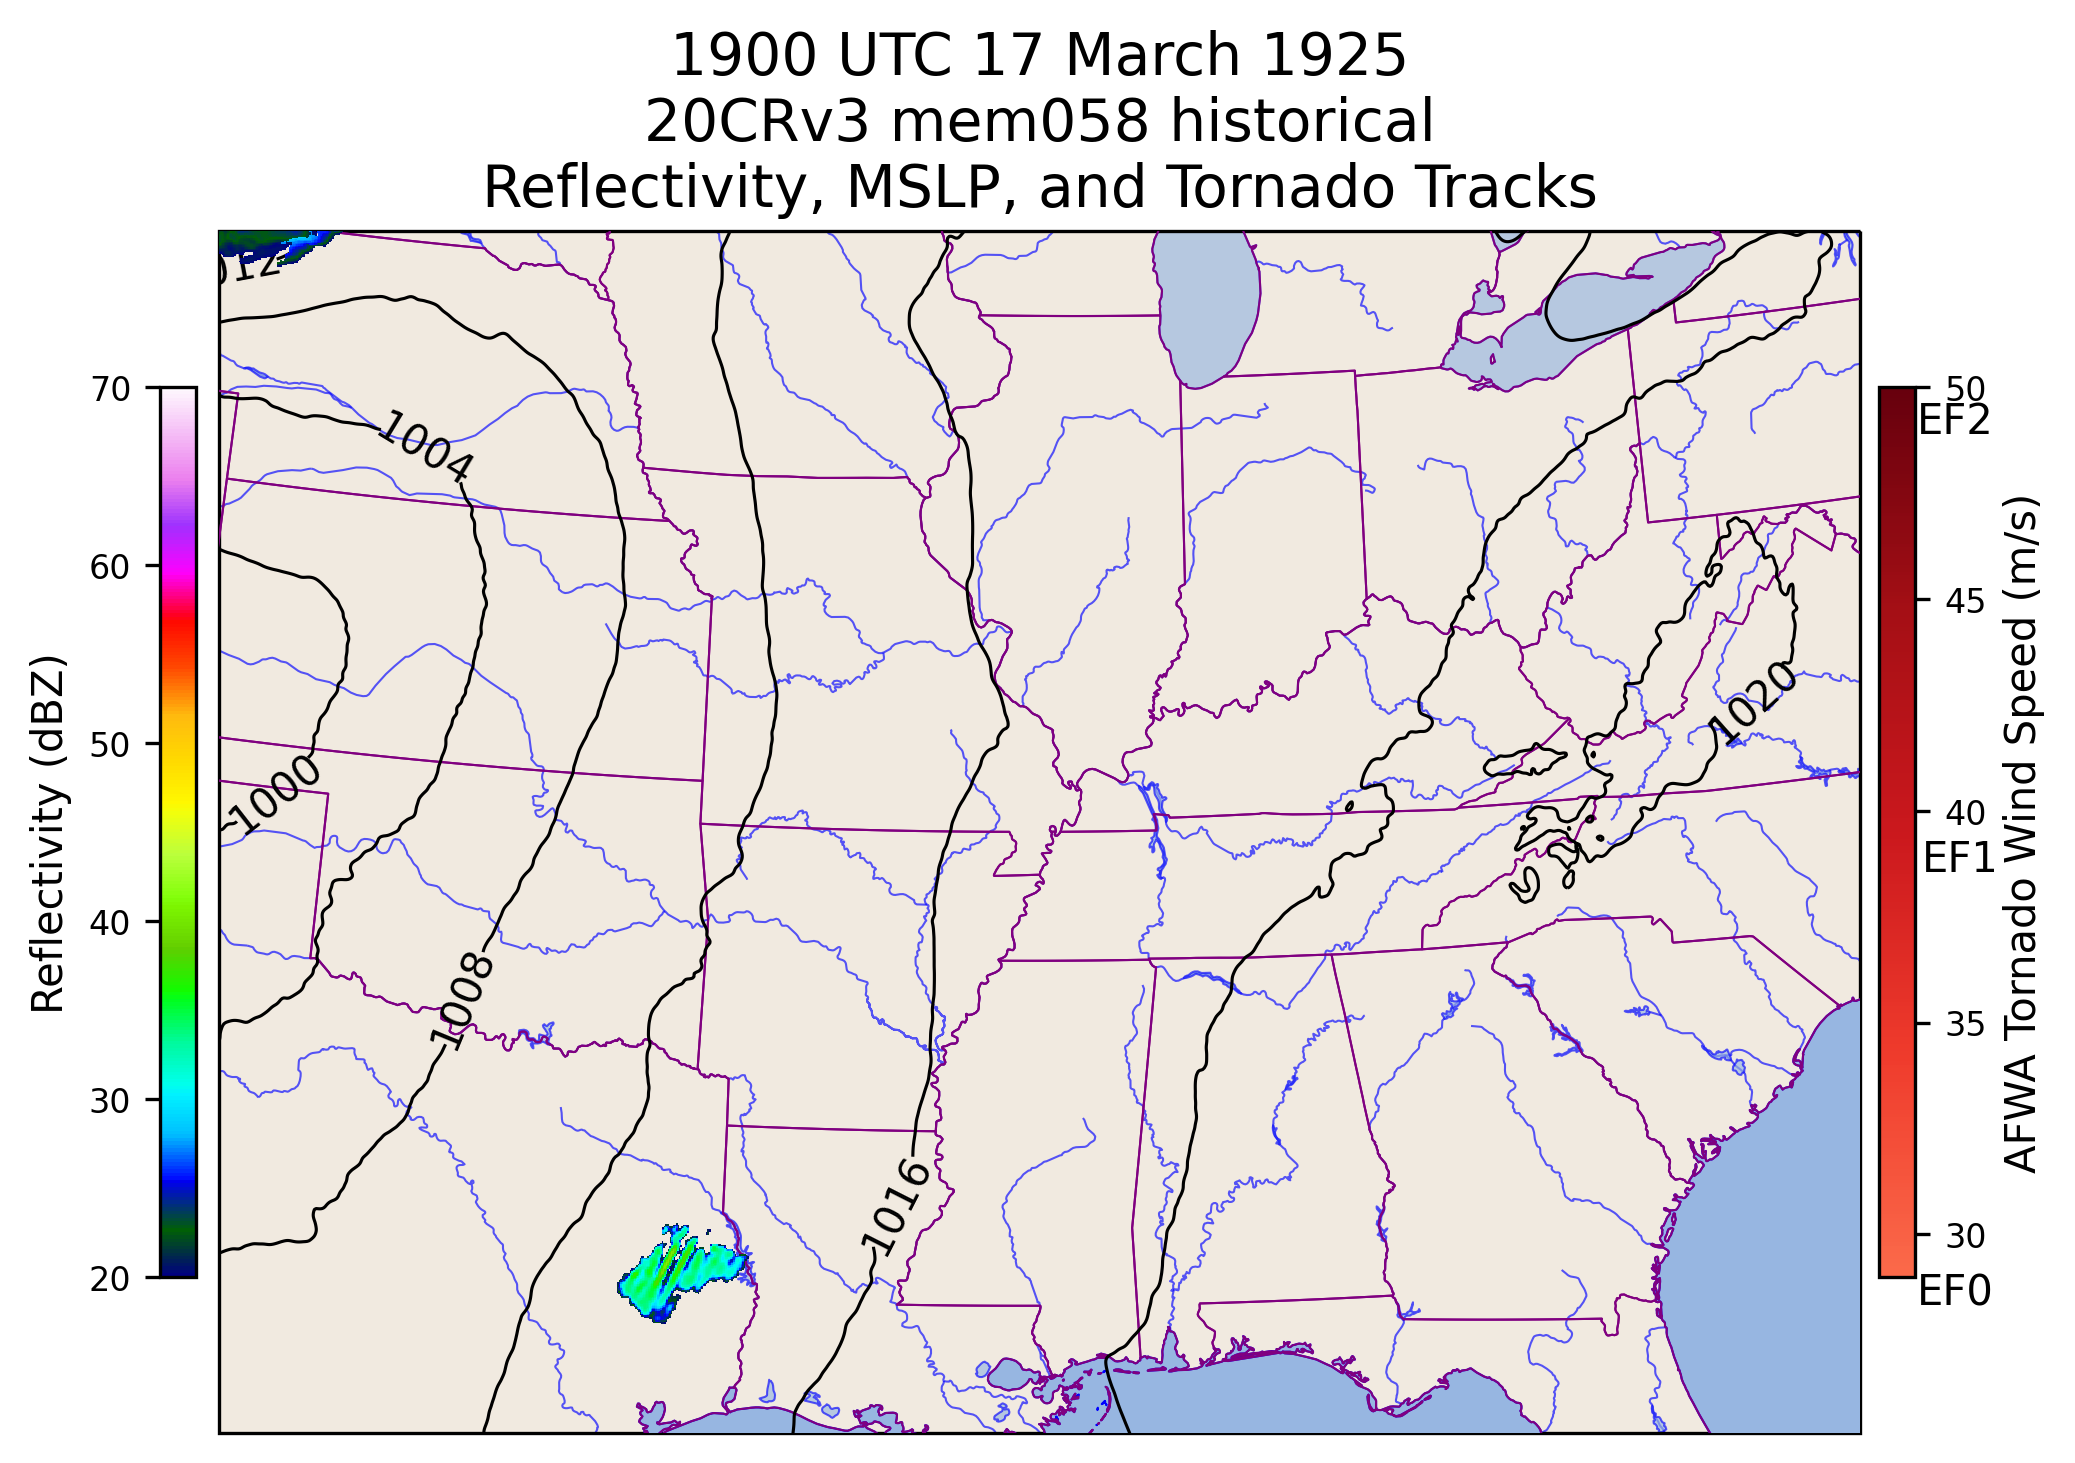 1900 UTC 17 March 1925
20CRv3 mem058 historical
Reflectivity, MSLP, and Tornado Tracks
Reflectivity (dBZ)
70
60
50
40
30
20
1004
1000
1008
1016
1020
50
EF2
45
40
EF1
35
30
EF0
AFWA Tornado Wind Speed (m/s)